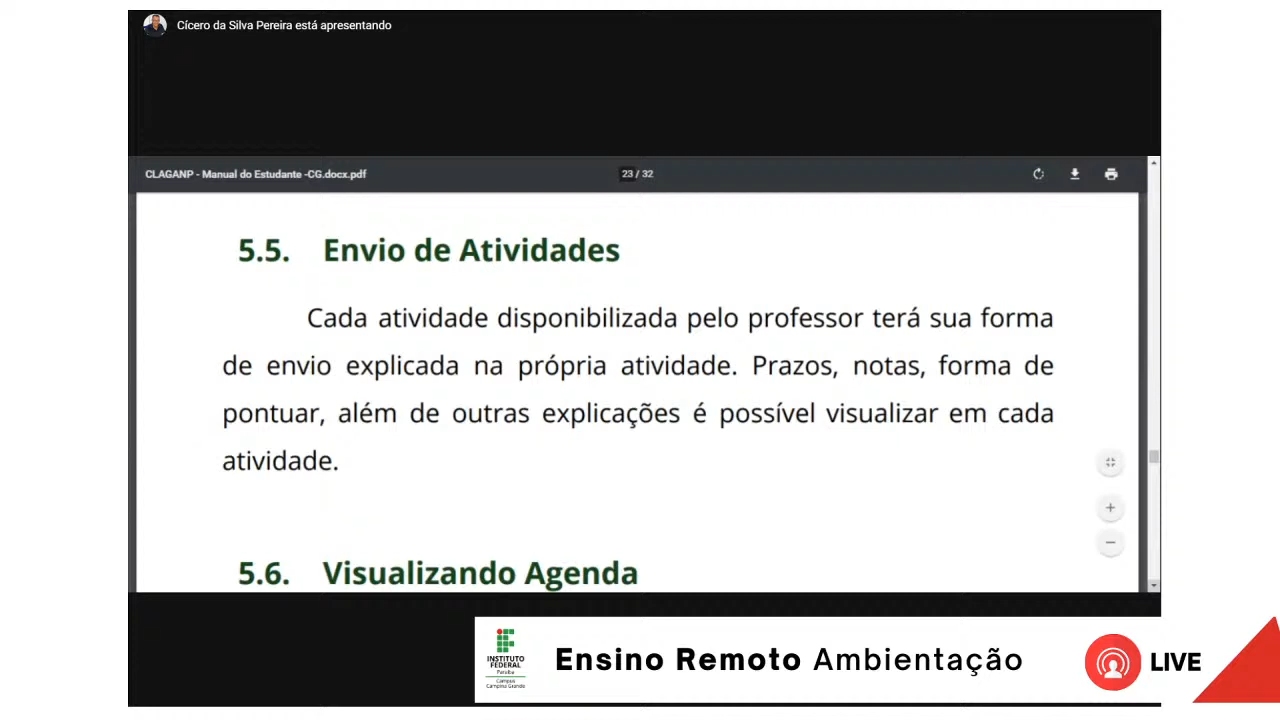 Cícero da Silva Pereira está apresentando
CLAGANP - Manual do Estudante -CG.docx.pdf
23 / 32
5.5. Envio de Atividades
Cada atividade disponibilizada pelo professor terá sua forma
de envio explicada na própria atividade. Prazos, notas, forma de
pontuar, além de outras explicações é possível visualizar em cada
atividade.
5.6. Visualizando Agenda
INSTITUTO
FEDERAL
Paraíba
Campus
Campina Grande
Ensino Remoto Ambientação
LIVE